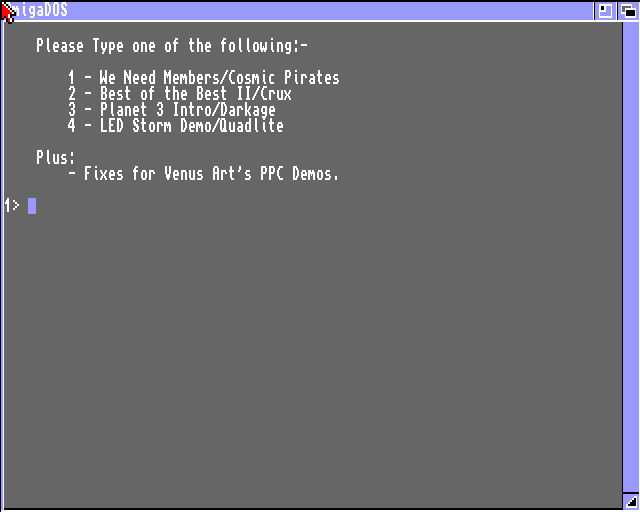 AmigaDOS
Please Type one of the following:-
1 - We Need Members/Cosmic Pirates
2 - Best of the Best II/Crux
3 - Planet 3 Intro/Darkage
4 - LED Storm Demo/Quadlite
Plus:
- Fixes for Venus Art's PPC Demos.
1>